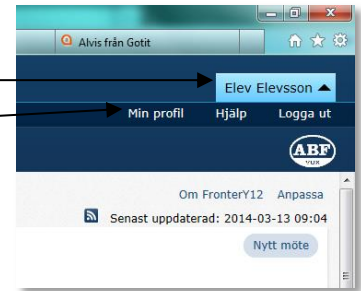 Alvis från Gotit
Elev Elevsson
Min profil Hjälp Logga ut
ABF
VUX
Om FronterY12 Anpassa
Senast uppdaterad: 2014-03-13 09:04
Nytt möte